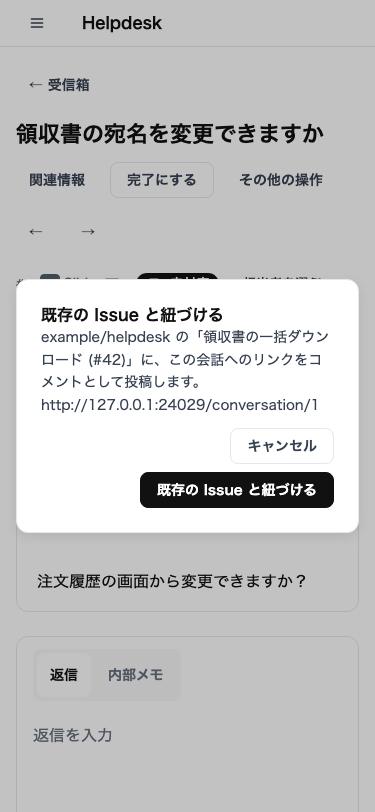 Helpdesk
← 受信箱
領収書の宛名を変更できますか
関連情報
完了にする
その他の操作
← →
既存の Issue と紐づける
example/helpdesk の「領収書の一括ダウン
ロード (#42)」に、この会話へのリンクをコ
メントとして投稿します。
http://127.0.0.1:24029/conversation/1
キャンセル
既存の Issue と紐づける
注文履歴の画面から変更できますか？
返信
内部メモ
返信を入力